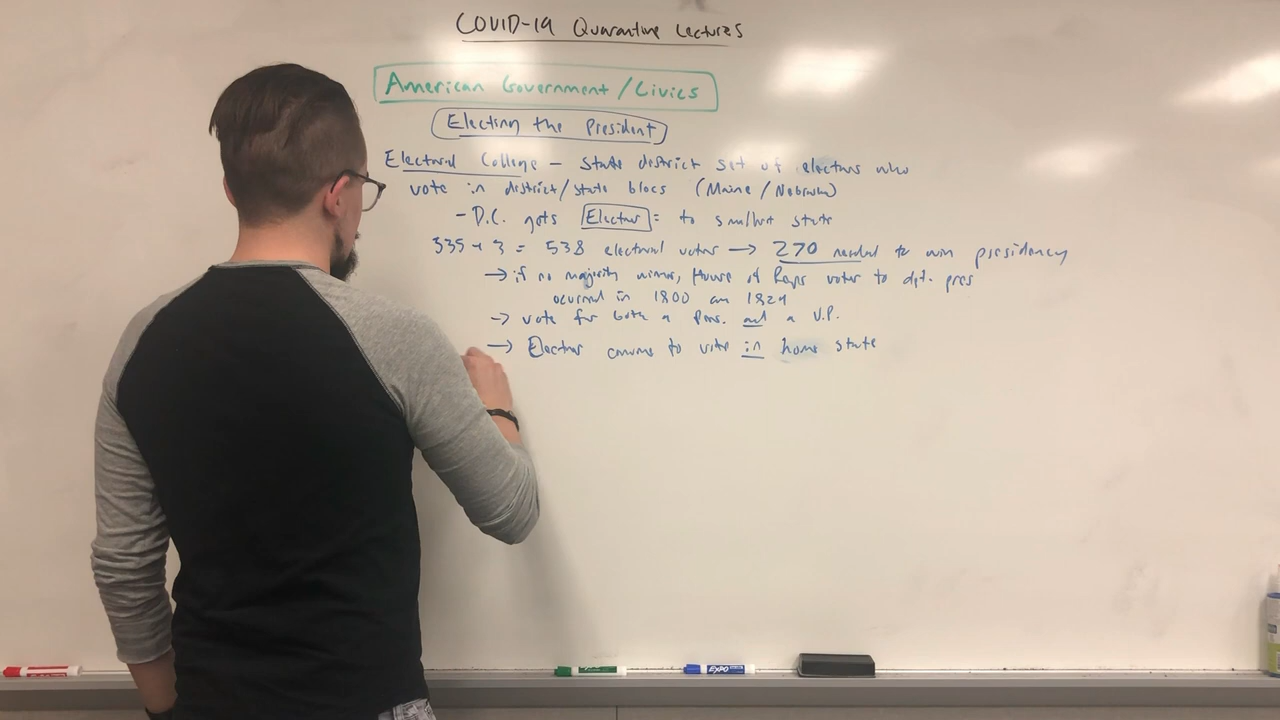 COVID-19 Quarantine Lectures
American Government/Civics
Electing the President
Electoral College – state district set of electors who
vote in district/state blocs (Maine/Nebraska)
- D.C. gets Electors = to smallest state
535 + 3 = 538 electoral votes → 270 needed to win presidency
→ if no majority winner, House of Reps votes to dpt. pres
occurred in 1800 an 1824
→ vote for both a Pres. and a V.P.
→ Electors convene to vote in home state
EXPO